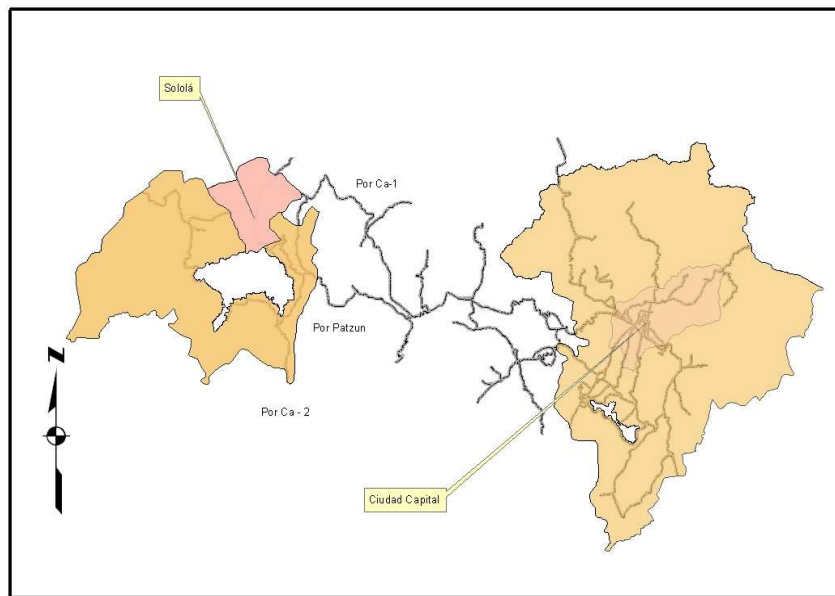 Sololá
Por Ca-1
Por Patzun
Por Ca - 2
Ciudad Capital
N